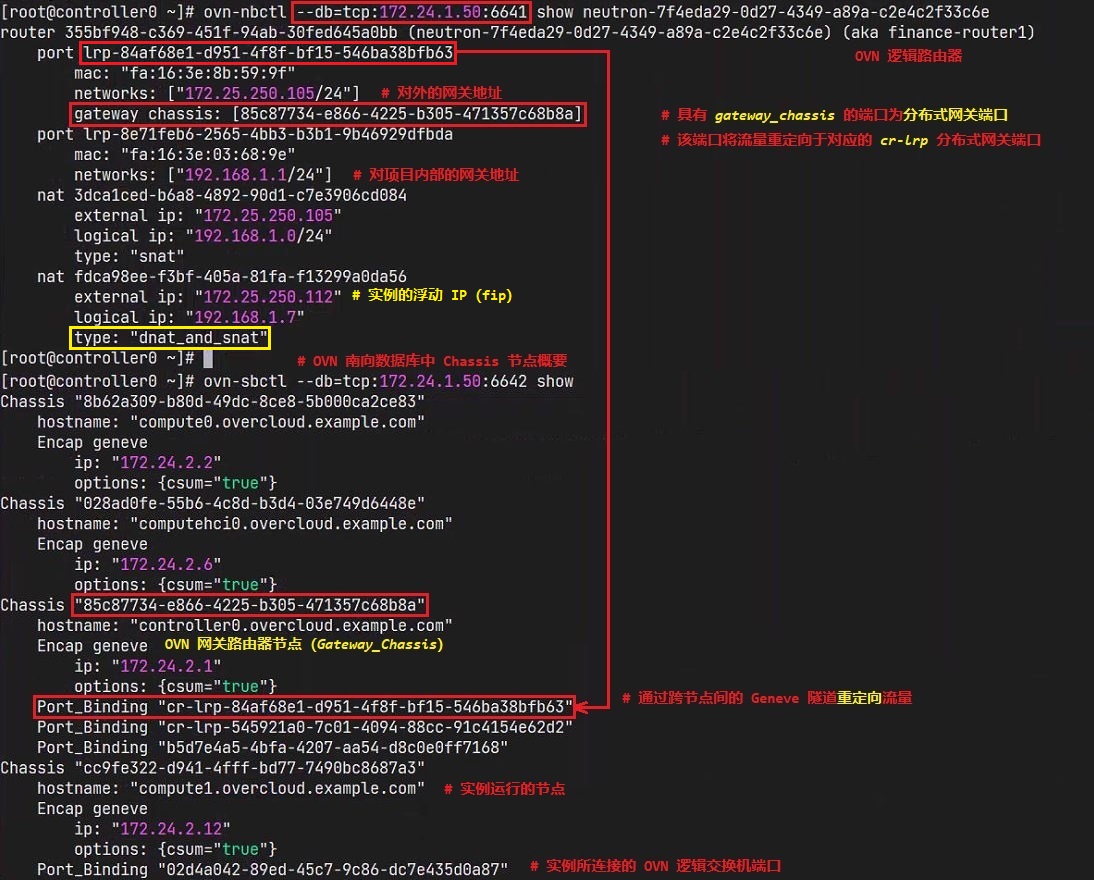 [root@controller0 ~]# ovn-nbctl --db=tcp:172.24.1.50:6641 show neutron-7f4eda29-0d27-4349-a89a-c2e4c2f33c6e
router 355bf948-c369-451f-94ab-30fed645a0bb (neutron-7f4eda29-0d27-4349-a89a-c2e4c2f33c6e) (aka finance-router1)
port lrp-84af68e1-d951-4f8f-bf15-546ba38bfb63 OVN 逻辑路由器
mac: "fa:16:3e:8b:59:9f"
networks: ["172.25.250.105/24"] # 对外的网关地址
gateway chassis: [85c87734-e866-4225-b305-471357c68b8a] # 具有 gateway_chassis 的端口为分布式网关端口
port lrp-8e71feb6-2565-4bb3-b3b1-9b46929dfbda # 该端口将流量重定向于对应的 cr-lrp 分布式网关端口
mac: "fa:16:3e:03:68:9e"
networks: ["192.168.1.1/24"] # 对项目内部的网关地址
nat 3dca1ced-b6a8-4892-90d1-c7e3906cd084
external ip: "172.25.250.105"
logical ip: "192.168.1.0/24"
type: "snat"
nat fdca98ee-f3bf-405a-81fa-f13299a0da56
external ip: "172.25.250.112" # 实例的浮动 IP (fip)
logical ip: "192.168.1.7"
type: "dnat_and_snat"
[root@controller0 ~]# # OVN 南向数据库中 Chassis 节点概要
[root@controller0 ~]# ovn-sbctl --db=tcp:172.24.1.50:6642 show
Chassis "8b62a309-b80d-49dc-8ce8-5b000ca2ce83"
hostname: "compute0.overcloud.example.com"
Encap geneve
ip: "172.24.2.2"
options: {csum="true"}
Chassis "028ad0fe-55b6-4c8d-b3d4-03e749d6448e"
hostname: "computehci0.overcloud.example.com"
Encap geneve
ip: "172.24.2.6"
options: {csum="true"}
Chassis "85c87734-e866-4225-b305-471357c68b8a"
hostname: "controller0.overcloud.example.com"
Encap geneve OVN 网关路由器节点 (Gateway_Chassis)
ip: "172.24.2.1"
options: {csum="true"}
Port_Binding "cr-lrp-84af68e1-d951-4f8f-bf15-546ba38bfb63" # 通过跨节点间的 Geneve 隧道重定向流量
Port_Binding "cr-lrp-545921a0-7c01-4094-88cc-91c4154e62d2"
Port_Binding "b5d7e4a5-4bfa-4207-aa54-d8c0e0ff7168"
Chassis "cc9fe322-d941-4fff-bd77-7490bc8687a3"
hostname: "compute1.overcloud.example.com" # 实例运行的节点
Encap geneve
ip: "172.24.2.12"
options: {csum="true"}
Port_Binding "02d4a042-89ed-45c7-9c86-dc7e435d0a87" # 实例所连接的 OVN 逻辑交换机端口